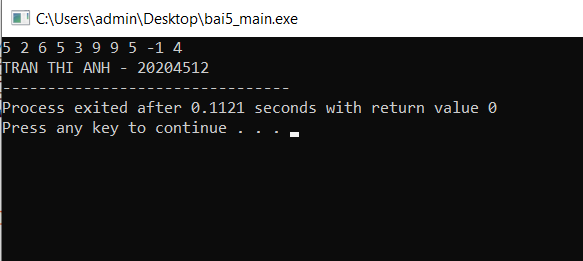 C:\Users\admin\Desktop\bai5_main.exe
5 2 6 5 3 9 9 5 -1 4
TRAN THI ANH - 20204512
--------------------------------
Process exited after 0.1121 seconds with return value 0
Press any key to continue . . .